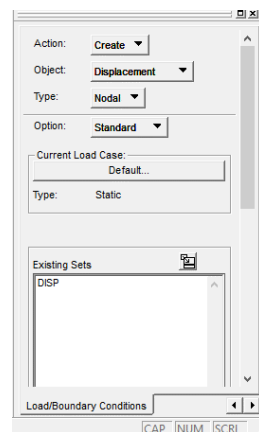 Action: Create
Object: Displacement
Type: Nodal
Option: Standard
Current Load Case:
Default...
Type: Static
Existing Sets
DISP
Load/Boundary Conditions
CAP NUM SCRL